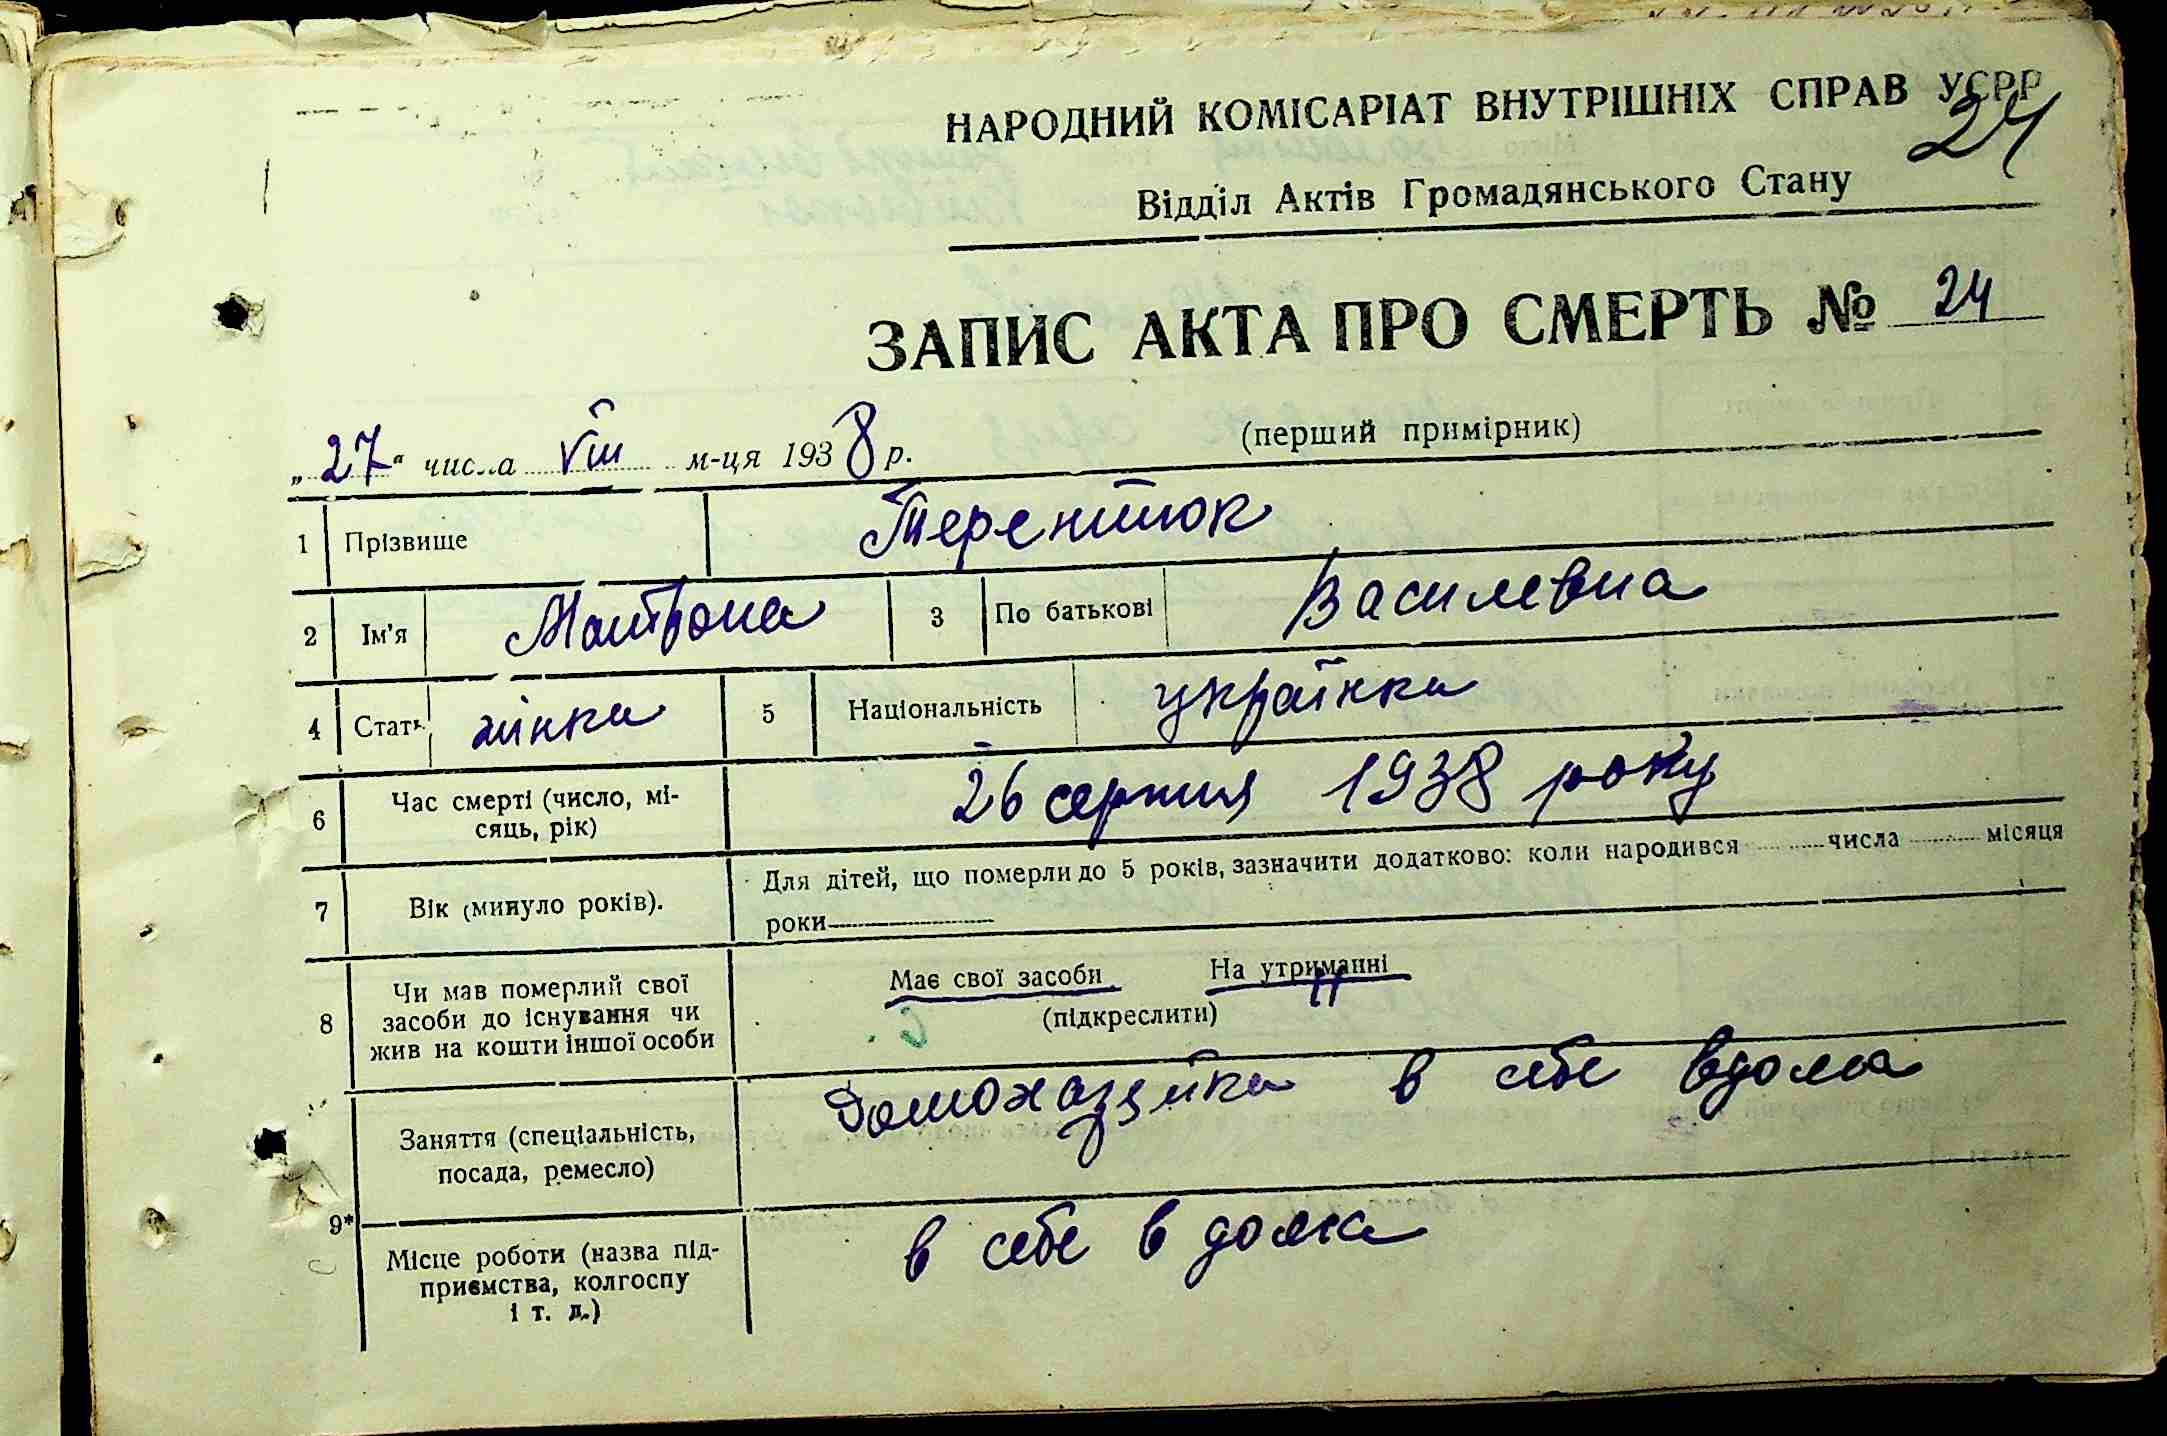 НАРОДНИЙ КОМІСАРІАТ ВНУТРІШНІХ СПРАВ УСРР
24
Відділ Актів Громадянського Стану
ЗАПИС АКТА ПРО СМЕРТЬ № 24
„27“ числа VIII м-ця 1938 р.
(перший примірник)
1 Прізвище Терентюк
2 Ім'я Мотрона 3 По батькові Василевна
4 Стать жінка 5 Національність українка
6 Час смерті (число, мі-
сяць, рік) 26 серпня 1938 року
7 Вік (минуло років). Для дітей, що померли до 5 років, зазначити додатково: коли народився числа місяця
роки
8 Чи мав померлий свої
засоби до існування чи
жив на кошти іншої особи
Має свої засоби На утриманні
(підкреслити)
9*
Заняття (спеціальність,
посада, ремесло)
Домохазяйка в себе вдома
Місце роботи (назва під-
приємства, колгоспу
і т. д.)
в себе в дома